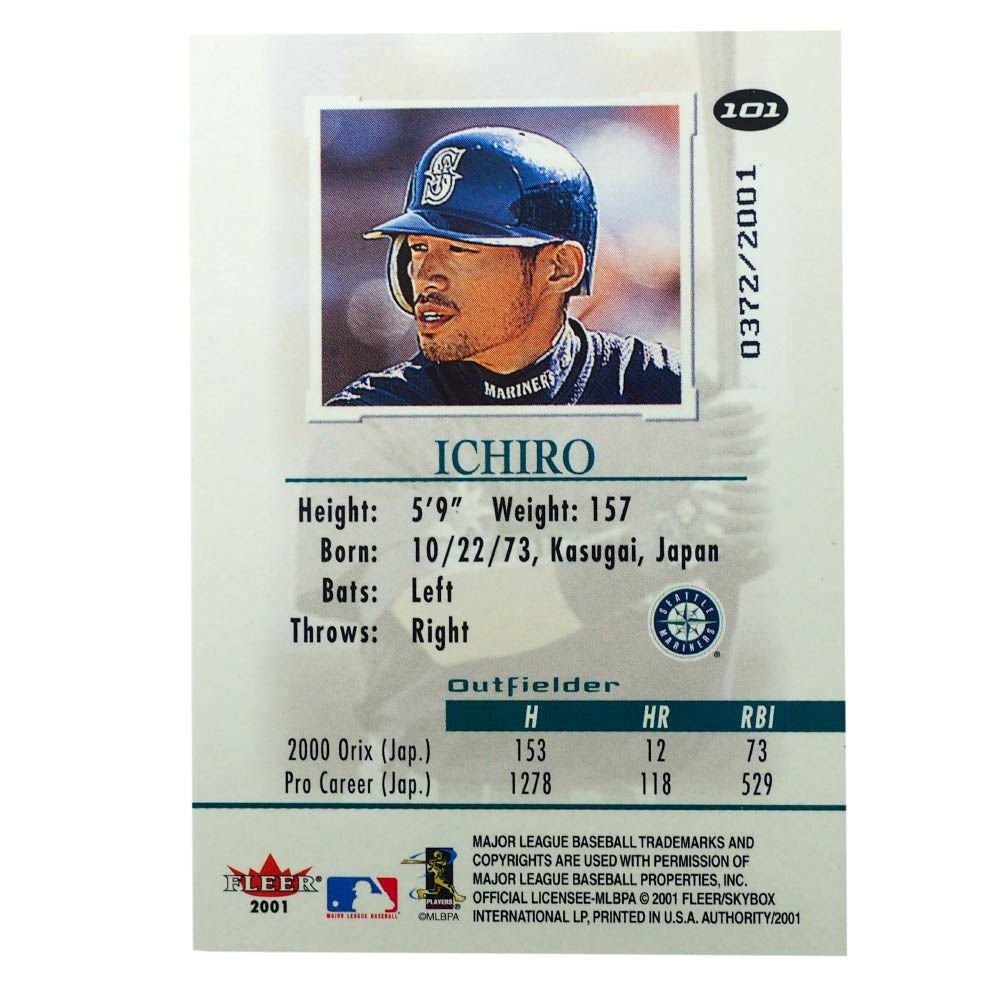 101
0372/2001
S
MARINERS
ICHIRO
Height: 5'9" Weight: 157
Born: 10/22/73, Kasugai, Japan
Bats: Left
Throws: Right
SEATTLE MARINERS ®
Outfielder
H HR RBI
2000 Orix (Jap.) 153 12 73
Pro Career (Jap.) 1278 118 529
FLEER®
2001
MAJOR LEAGUE BASEBALL
PLAYERS
©MLBPA
MAJOR LEAGUE BASEBALL TRADEMARKS AND
COPYRIGHTS ARE USED WITH PERMISSION OF
MAJOR LEAGUE BASEBALL PROPERTIES, INC.
OFFICIAL LICENSEE-MLBPA © 2001 FLEER/SKYBOX
INTERNATIONAL LP, PRINTED IN U.S.A. AUTHORITY/2001